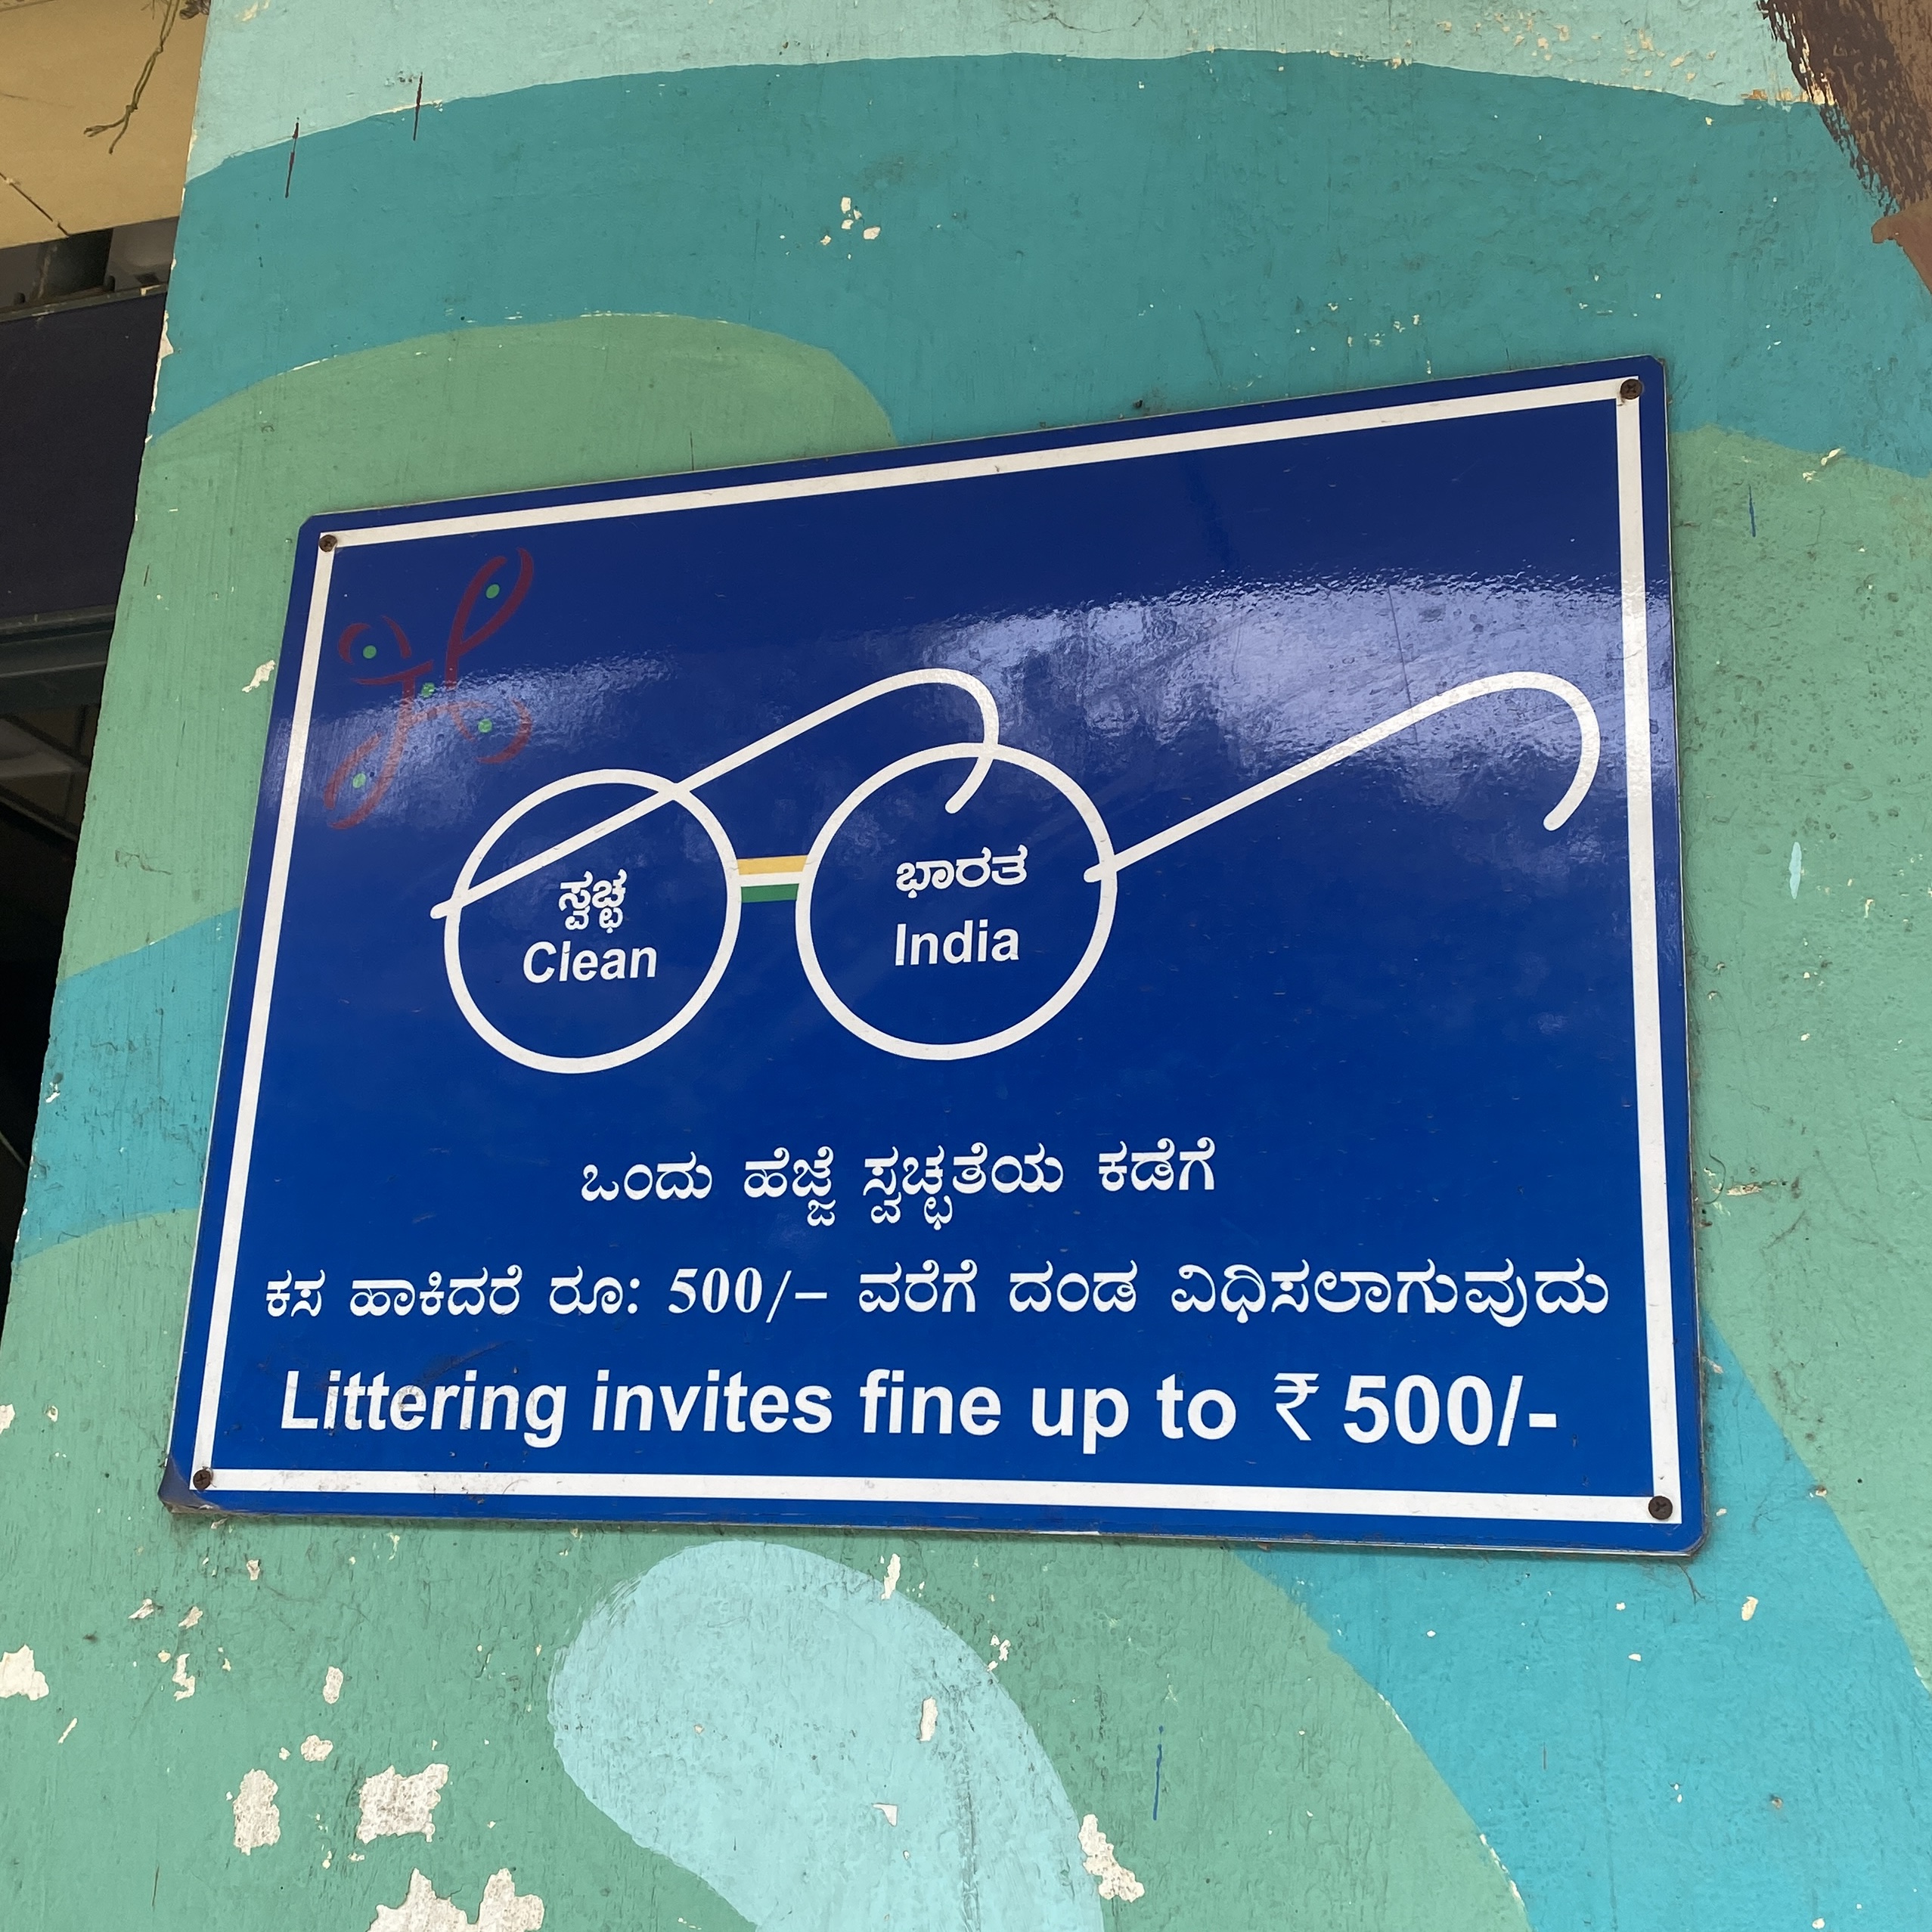 ಸ್ವಚ್ಛ
Clean
ಭಾರತ
India
ಒಂದು ಹೆಜ್ಜೆ ಸ್ವಚ್ಛತೆಯ ಕಡೆಗೆ
ಕಸ ಹಾಕಿದರೆ ರೂ: 500/– ವರೆಗೆ ದಂಡ ವಿಧಿಸಲಾಗುವುದು
Littering invites fine up to ₹ 500/-